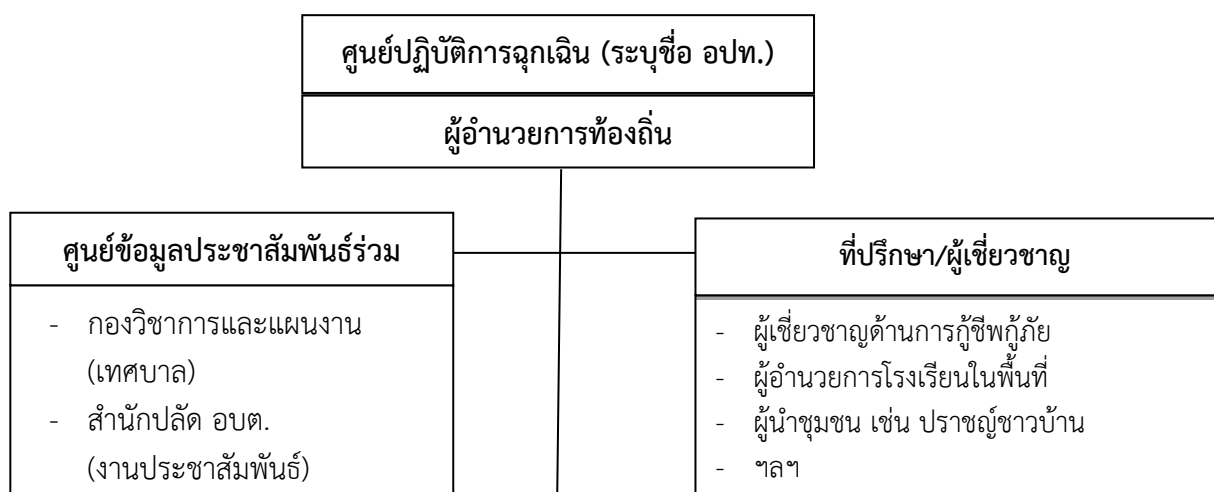 ศูนย์ปฏิบัติการฉุกเฉิน (ระบุชื่อ อปท.)
ผู้อำนวยการท้องถิ่น
ศูนย์ข้อมูลประชาสัมพันธ์ร่วม
- กองวิชาการและแผนงาน
(เทศบาล)
- สำนักปลัด อบต.
(งานประชาสัมพันธ์)
ที่ปรึกษา/ผู้เชี่ยวชาญ
- ผู้เชี่ยวชาญด้านการกู้ชีพกู้ภัย
- ผู้อำนวยการโรงเรียนในพื้นที่
- ผู้นำชุมชน เช่น ปราชญ์ชาวบ้าน
- ฯลฯ